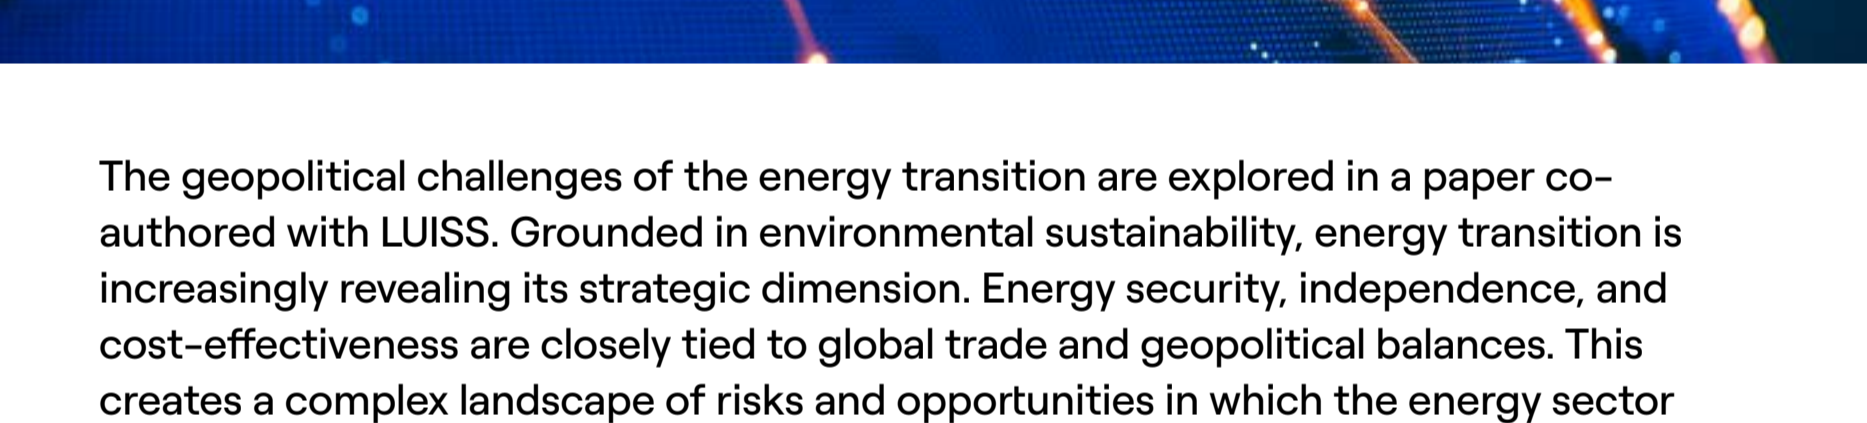 The geopolitical challenges of the energy transition are explored in a paper co-
authored with LUISS. Grounded in environmental sustainability, energy transition is
increasingly revealing its strategic dimension. Energy security, independence, and
cost-effectiveness are closely tied to global trade and geopolitical balances. This
creates a complex landscape of risks and opportunities in which the energy sector